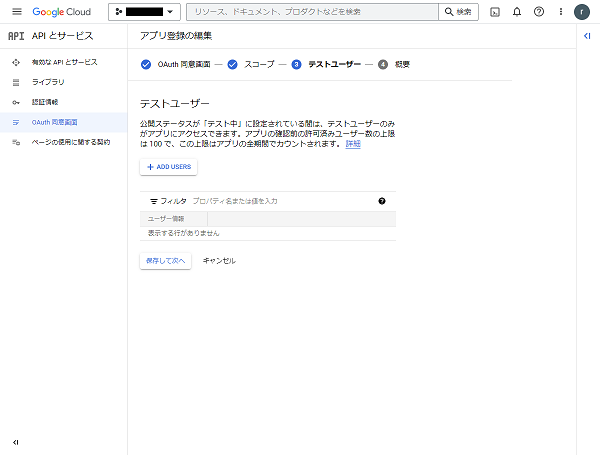 Google Cloud
リソース、ドキュメント、プロダクトなどを検索
検索
r
API APIとサービス
アプリ登録の編集
有効な API とサービス
ライブラリ
認証情報
OAuth 同意画面
ページの使用に関する契約
OAuth 同意画面 — スコープ — 3 テストユーザー — 4 概要
テストユーザー
公開ステータスが「テスト中」に設定されている間は、テストユーザーのみ
がアプリにアクセスできます。アプリの確認前の許可済みユーザー数の上限
は 100 で、この上限はアプリの全期間でカウントされます。 詳細
+ ADD USERS
フィルタ プロパティ名または値を入力
ユーザー情報
表示する行がありません
保存して次へ キャンセル